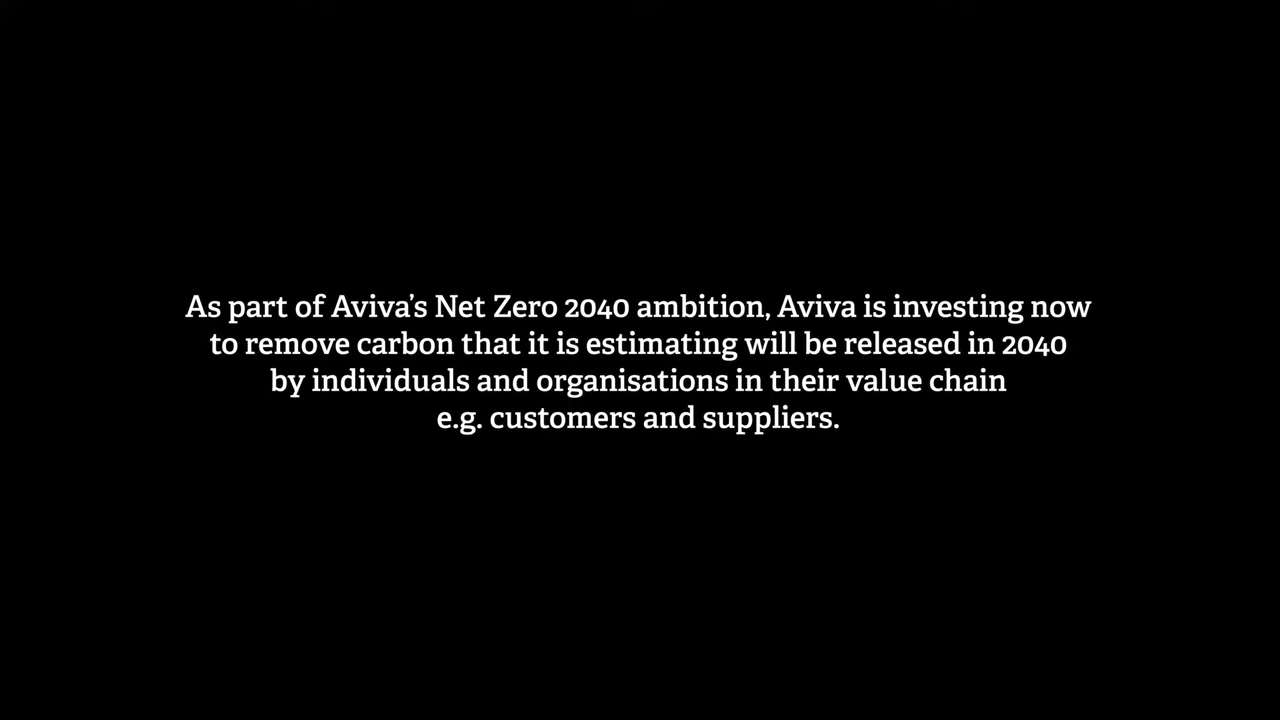 As part of Aviva’s Net Zero 2040 ambition, Aviva is investing now
to remove carbon that it is estimating will be released in 2040
by individuals and organisations in their value chain
e.g. customers and suppliers.